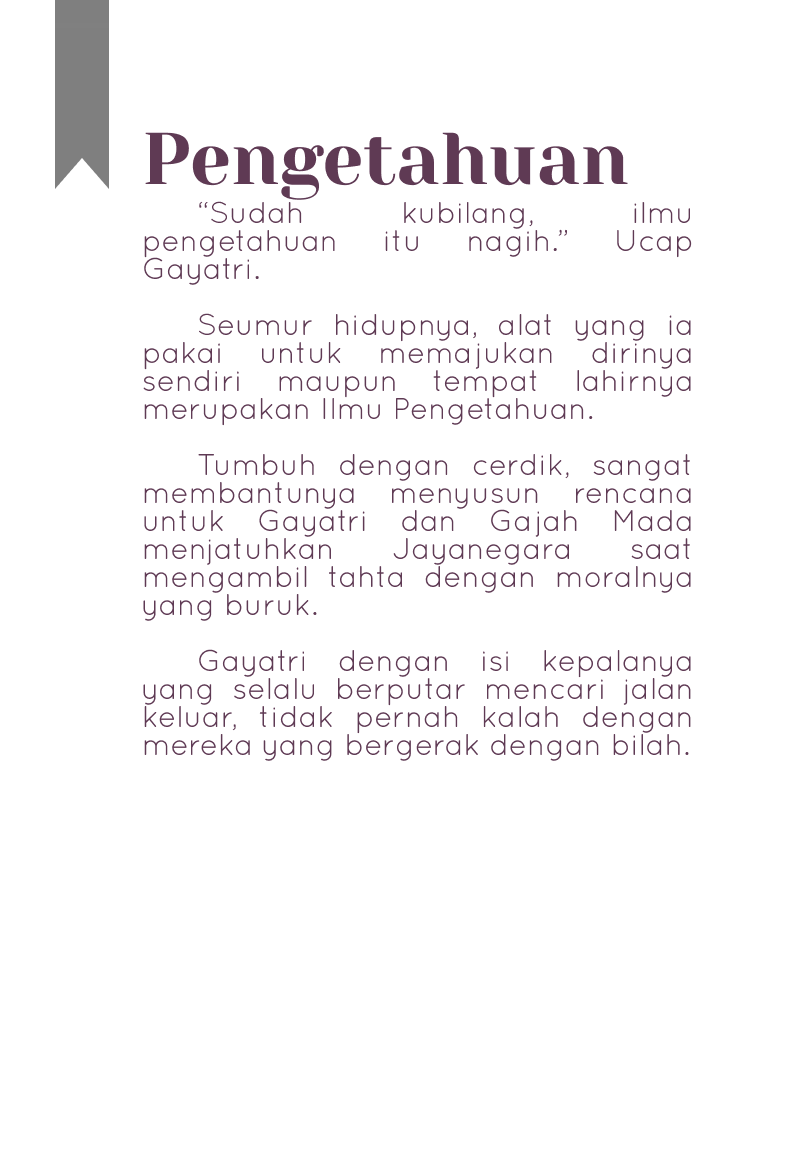 Pengetahuan
“Sudah kubilang, ilmu
pengetahuan itu nagih.” Ucap
Gayatri.
Seumur hidupnya, alat yang ia
pakai untuk memajukan dirinya
sendiri maupun tempat lahirnya
merupakan Ilmu Pengetahuan.
Tumbuh dengan cerdik, sangat
membantunya menyusun rencana
untuk Gayatri dan Gajah Mada
menjatuhkan Jayanegara saat
mengambil tahta dengan moralnya
yang buruk.
Gayatri dengan isi kepalanya
yang selalu berputar mencari jalan
keluar, tidak pernah kalah dengan
mereka yang bergerak dengan bilah.